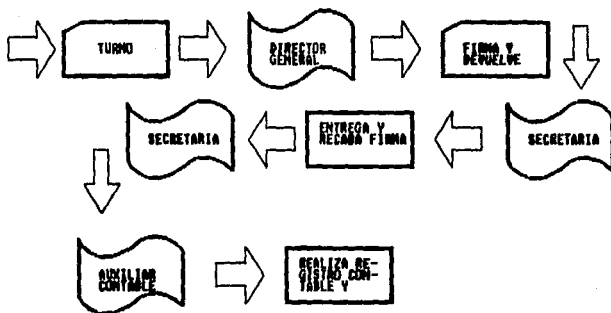 TURNO
DIRECTOR
GENERAL
FIRMA Y
DEVUELVE
SECRETARIA
ENTREGA Y
RECABA FIRMA
SECRETARIA
AUXILIAR
CONTABLE
REALIZA RE-
GISTRO CON-
TABLE Y